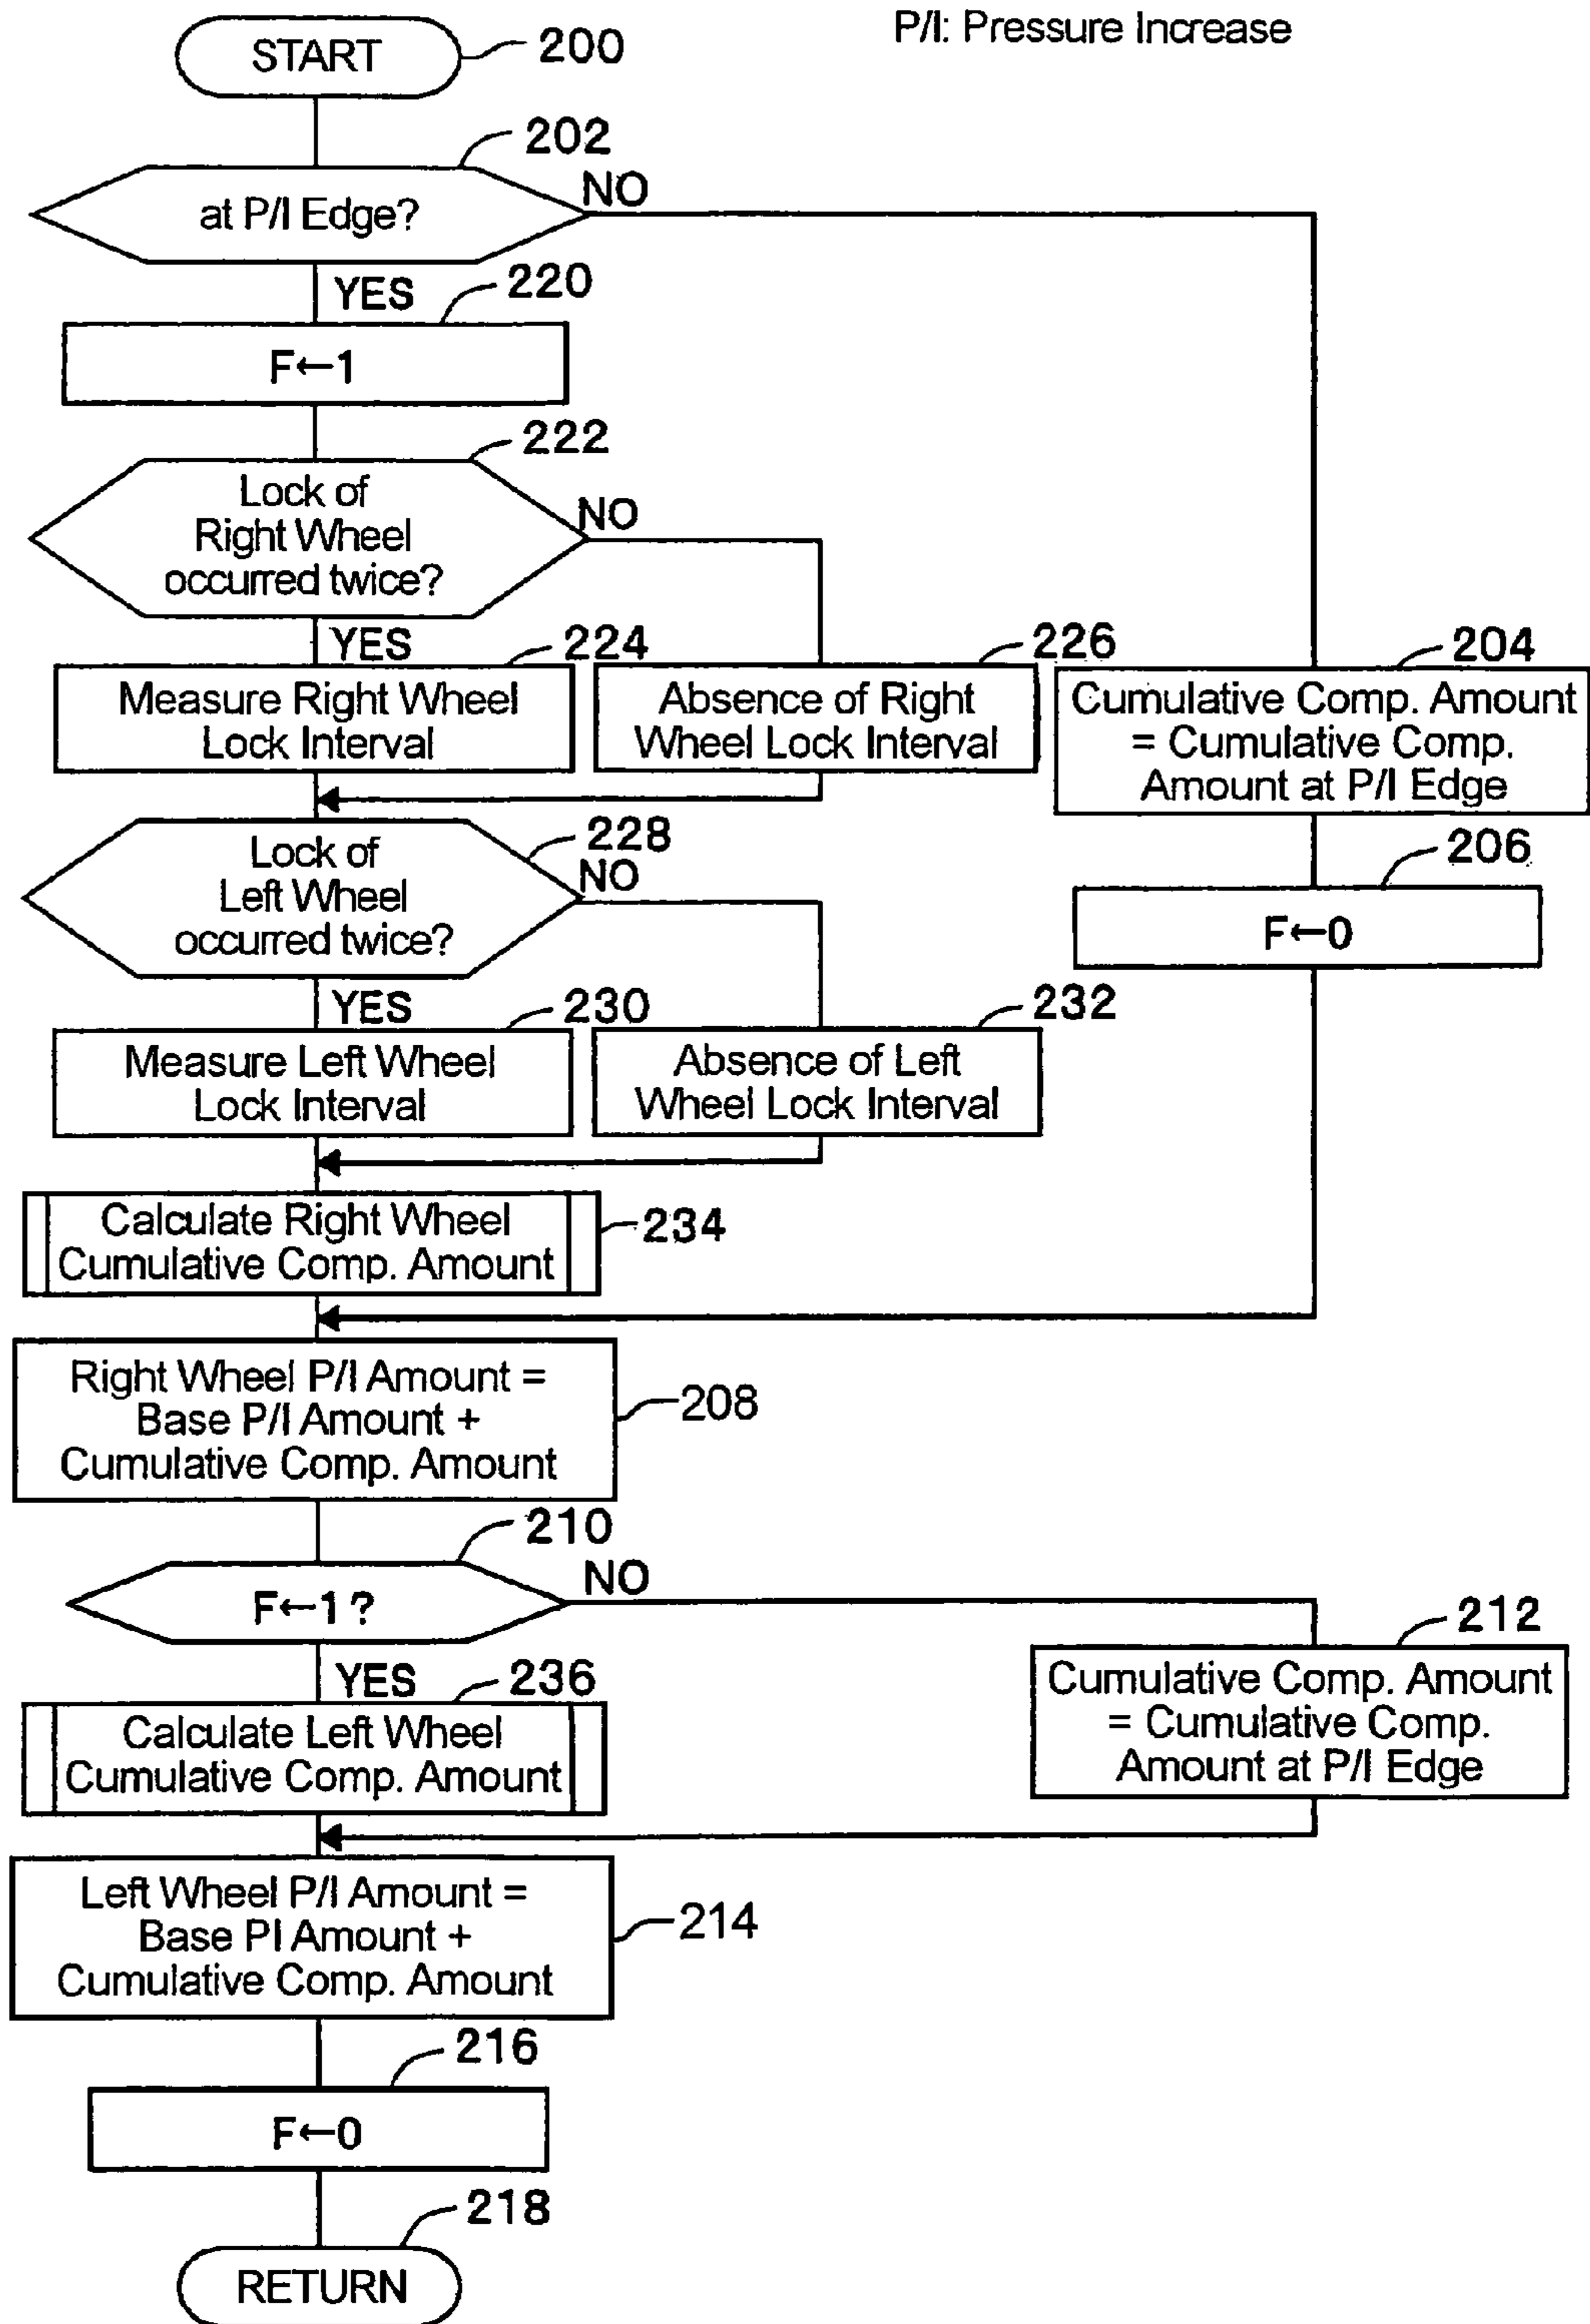 P/I: Pressure Increase
START
200
202
at P/I Edge?
NO
YES
220
F←1
222
Lock of
Right Wheel
occurred twice?
NO
YES
224
Measure Right Wheel
Lock Interval
226
Absence of Right
Wheel Lock Interval
204
Cumulative Comp. Amount
= Cumulative Comp.
Amount at P/I Edge
206
F←0
228
Lock of
Left Wheel
occurred twice?
NO
YES
230
Measure Left Wheel
Lock Interval
232
Absence of Left
Wheel Lock Interval
Calculate Right Wheel
Cumulative Comp. Amount
234
Right Wheel P/I Amount =
Base P/I Amount +
Cumulative Comp. Amount
208
210
F←1?
NO
YES
212
Cumulative Comp. Amount
= Cumulative Comp.
Amount at P/I Edge
236
Calculate Left Wheel
Cumulative Comp. Amount
Left Wheel P/I Amount =
Base PI Amount +
Cumulative Comp. Amount
214
216
F←0
218
RETURN